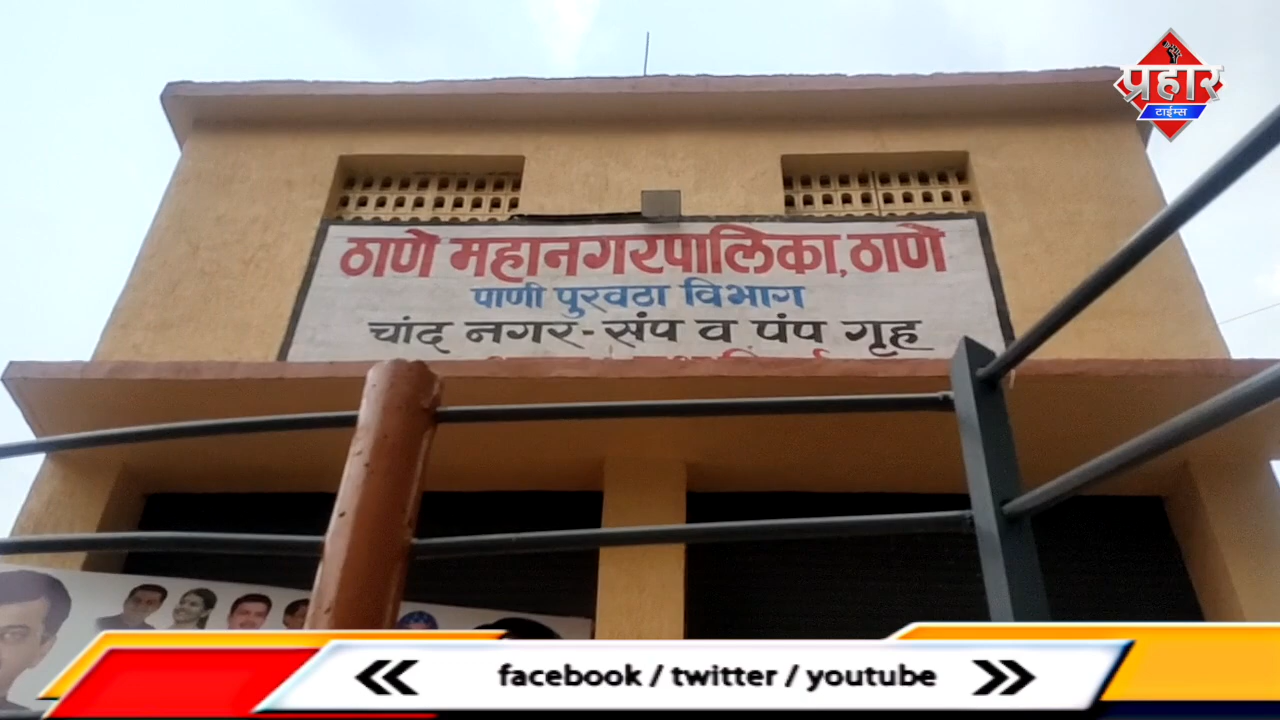 प्रहार
टाईम्स
ठाणे महानगरपालिका, ठाणे
पाणी पुरवठा विभाग
चांद नगर - संप व पंप गृह
facebook / twitter / youtube